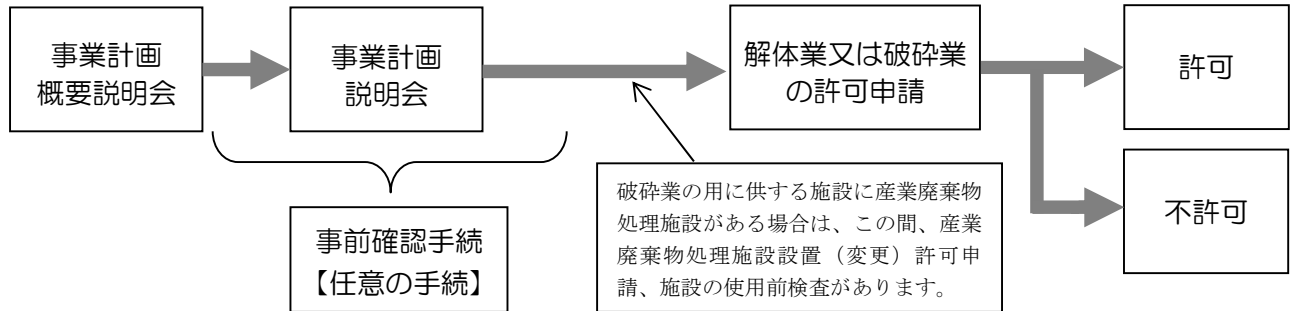 事業計画
概要説明会
事業計画
説明会
解体業又は破砕業
の許可申請
許可
不許可
事前確認手続
【任意の手続】
破砕業の用に供する施設に産業廃棄物
処理施設がある場合は、この間、産業
廃棄物処理施設設置（変更）許可申
請、施設の使用前検査があります。